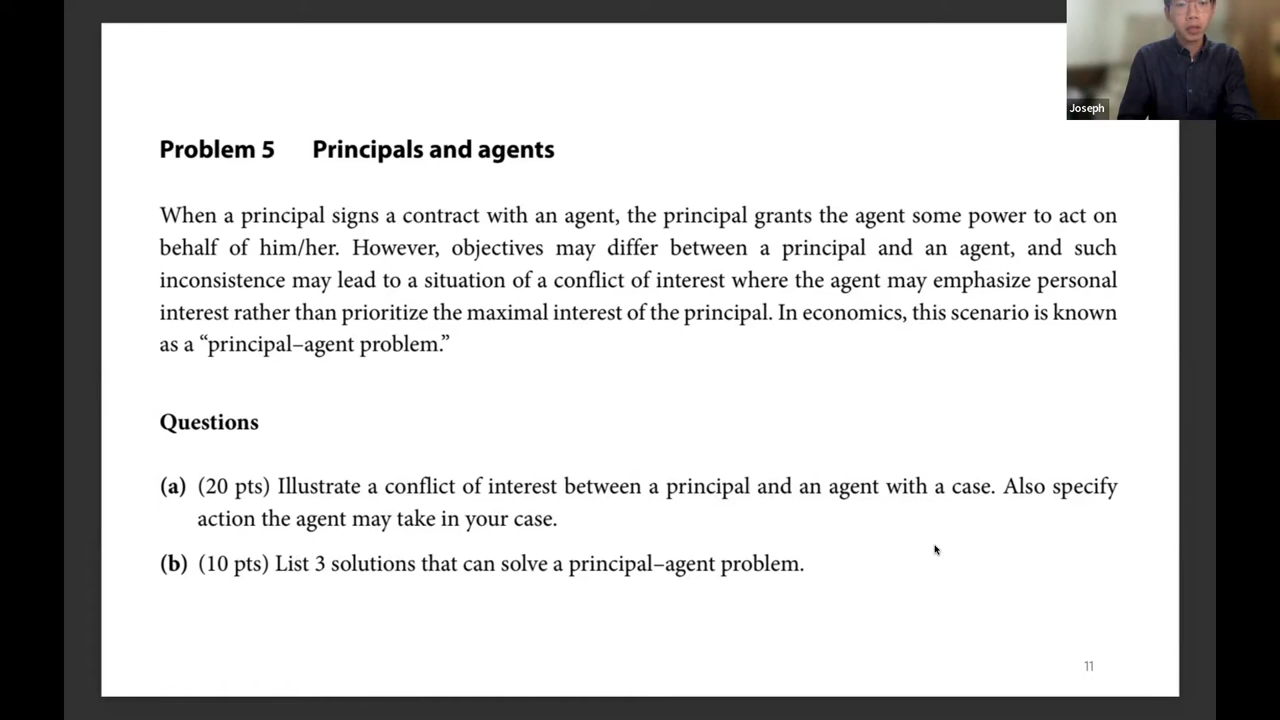 Joseph
Problem 5 Principals and agents
When a principal signs a contract with an agent, the principal grants the agent some power to act on
behalf of him/her. However, objectives may differ between a principal and an agent, and such
inconsistence may lead to a situation of a conflict of interest where the agent may emphasize personal
interest rather than prioritize the maximal interest of the principal. In economics, this scenario is known
as a “principal–agent problem.”
Questions
(a) (20 pts) Illustrate a conflict of interest between a principal and an agent with a case. Also specify
action the agent may take in your case.
(b) (10 pts) List 3 solutions that can solve a principal–agent problem.
11